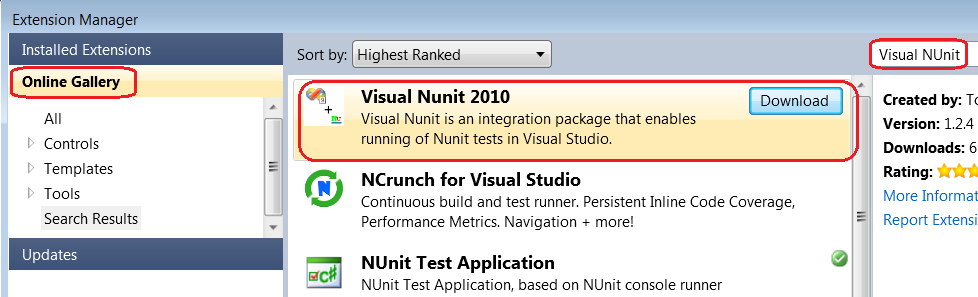 Extension Manager
Installed Extensions
Online Gallery
All
Controls
Templates
Tools
Search Results
Updates
Sort by: Highest Ranked
Visual Nunit 2010
Download
Visual Nunit is an integration package that enables
running of Nunit tests in Visual Studio.
NCrunch for Visual Studio
Continuous build and test runner. Persistent Inline Code Coverage,
Performance Metrics. Navigation + more!
NUnit Test Application
NUnit Test Application, based on NUnit console runner
Visual NUnit
Created by: To
Version: 1.2.4
Downloads: 6
Rating:
More Informat
Report Extensi